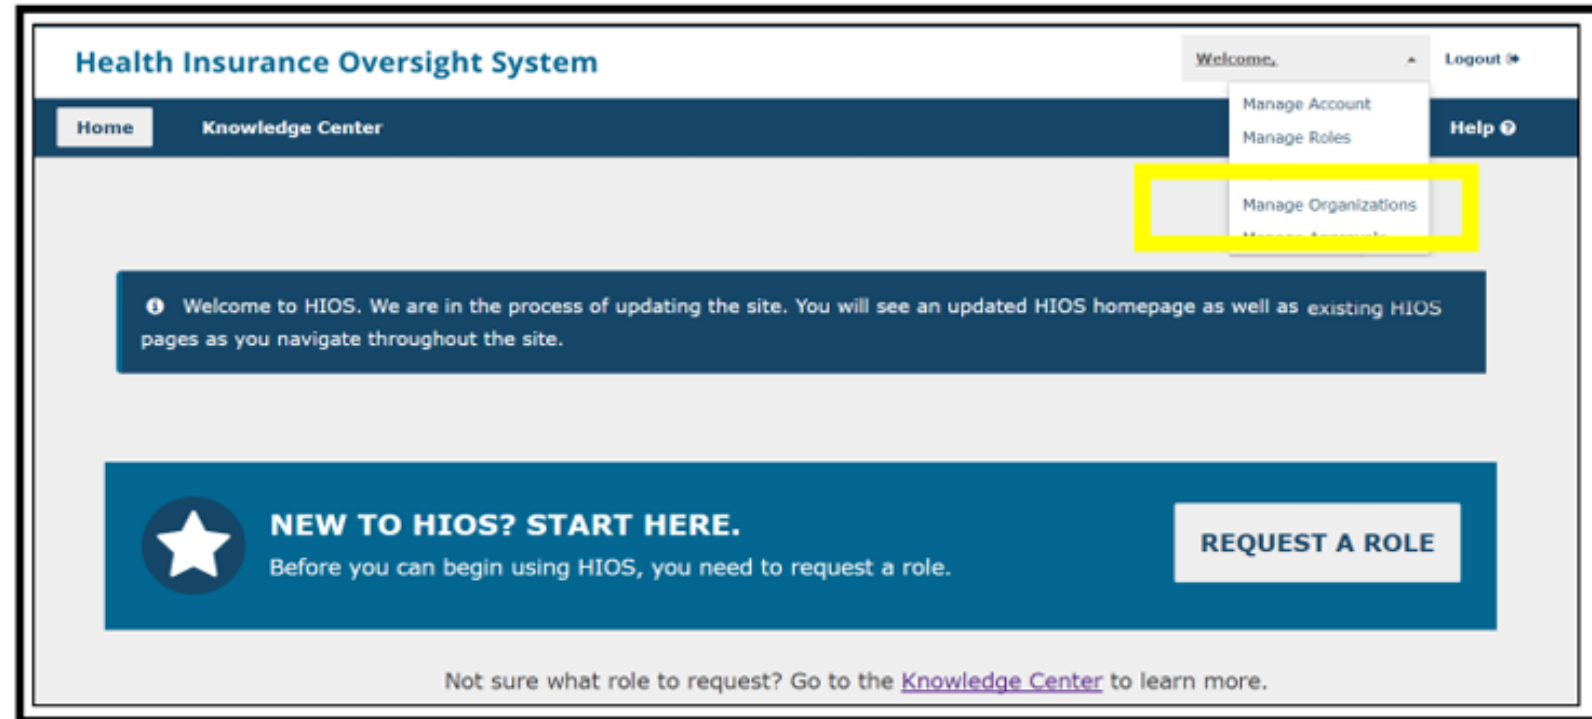 Health Insurance Oversight System
Welcome,
Logout
Manage Account
Manage Roles
Manage Organizations
Home
Knowledge Center
Help
Welcome to HIOS. We are in the process of updating the site. You will see an updated HIOS homepage as well as existing HIOS
pages as you navigate throughout the site.
NEW TO HIOS? START HERE.
Before you can begin using HIOS, you need to request a role.
REQUEST A ROLE
Not sure what role to request? Go to the Knowledge Center to learn more.